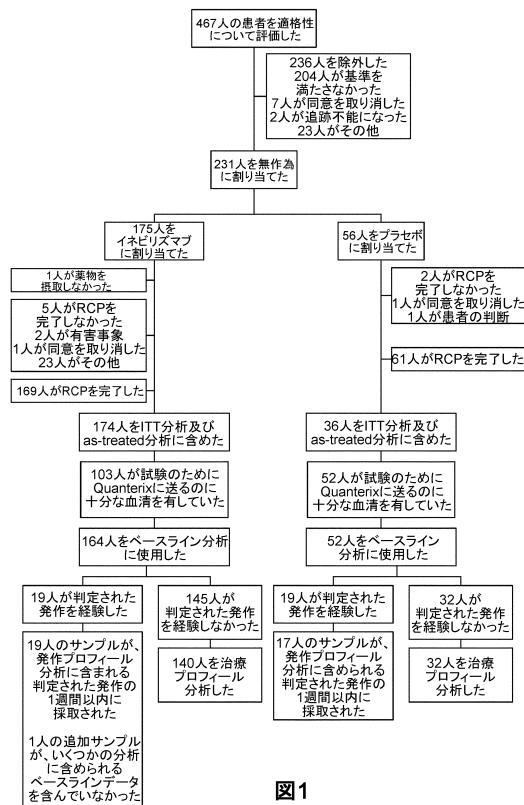 467人の患者を適格性
について評価した
236人を除外した
204人が基準を
満たさなかった
7人が同意を取り消した
2人が追跡不能になった
23人がその他
231人を無作為
に割り当てた
175人を
イネビリズマブ
に割り当てた
56人をプラセボ
に割り当てた
1人が薬物を
摂取しなかった
5人がRCPを
完了しなかった
2人が有害事象
1人が同意を取り消した
23人がその他
169人がRCPを完了した
2人がRCPを
完了しなかった
1人が同意を取り消した
1人が患者の判断
61人がRCPを完了した
174人をITT分析及び
as-treated分析に含めた
36人をITT分析及び
as-treated分析に含めた
103人が試験のために
Quanterixに送るのに
十分な血清を有していた
52人が試験のために
Quanterixに送るのに
十分な血清を有していた
164人をベースライン分析
に使用した
52人をベースライン
分析に使用した
19人が判定された
発作を経験した
145人が
判定された発作
を経験しなかった
19人が判定された
発作を経験した
32人が
判定された発作
を経験しなかった
19人のサンプルが、
発作プロフィール
分析に含まれる
判定された発作の
1週間以内に
採取された
1人の追加サンプル
が、いくつかの分析
に含められる
ベースラインデータ
を含んでいなかった
140人を治療
プロフィール
分析した
17人のサンプルが、
発作プロフィール
分析に含められる
判定された発作の
1週間以内に
採取された
32人を治療
プロフィール
分析した
図1